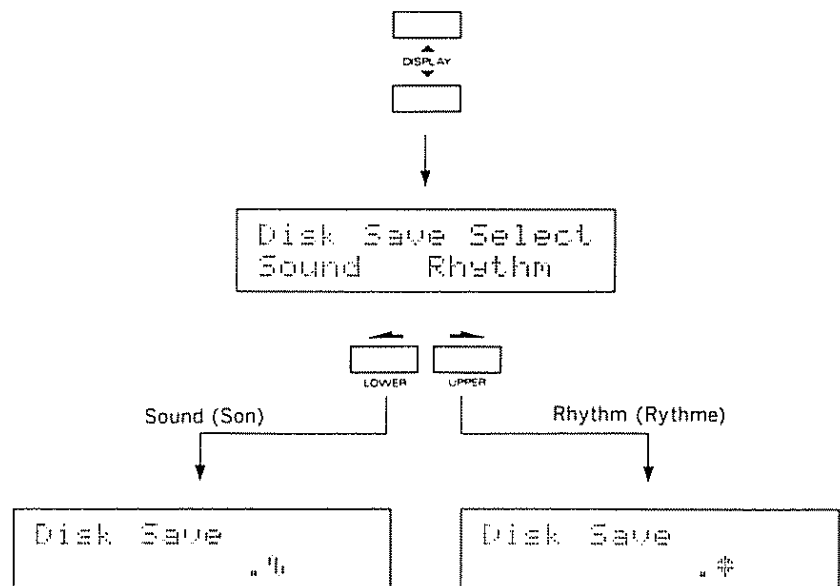 DISPLAY
Disk Save Select
Sound Rhythm
LOWER UPPER
Sound (Son)
Rhythm (Rythme)
Disk Save
Disk Save